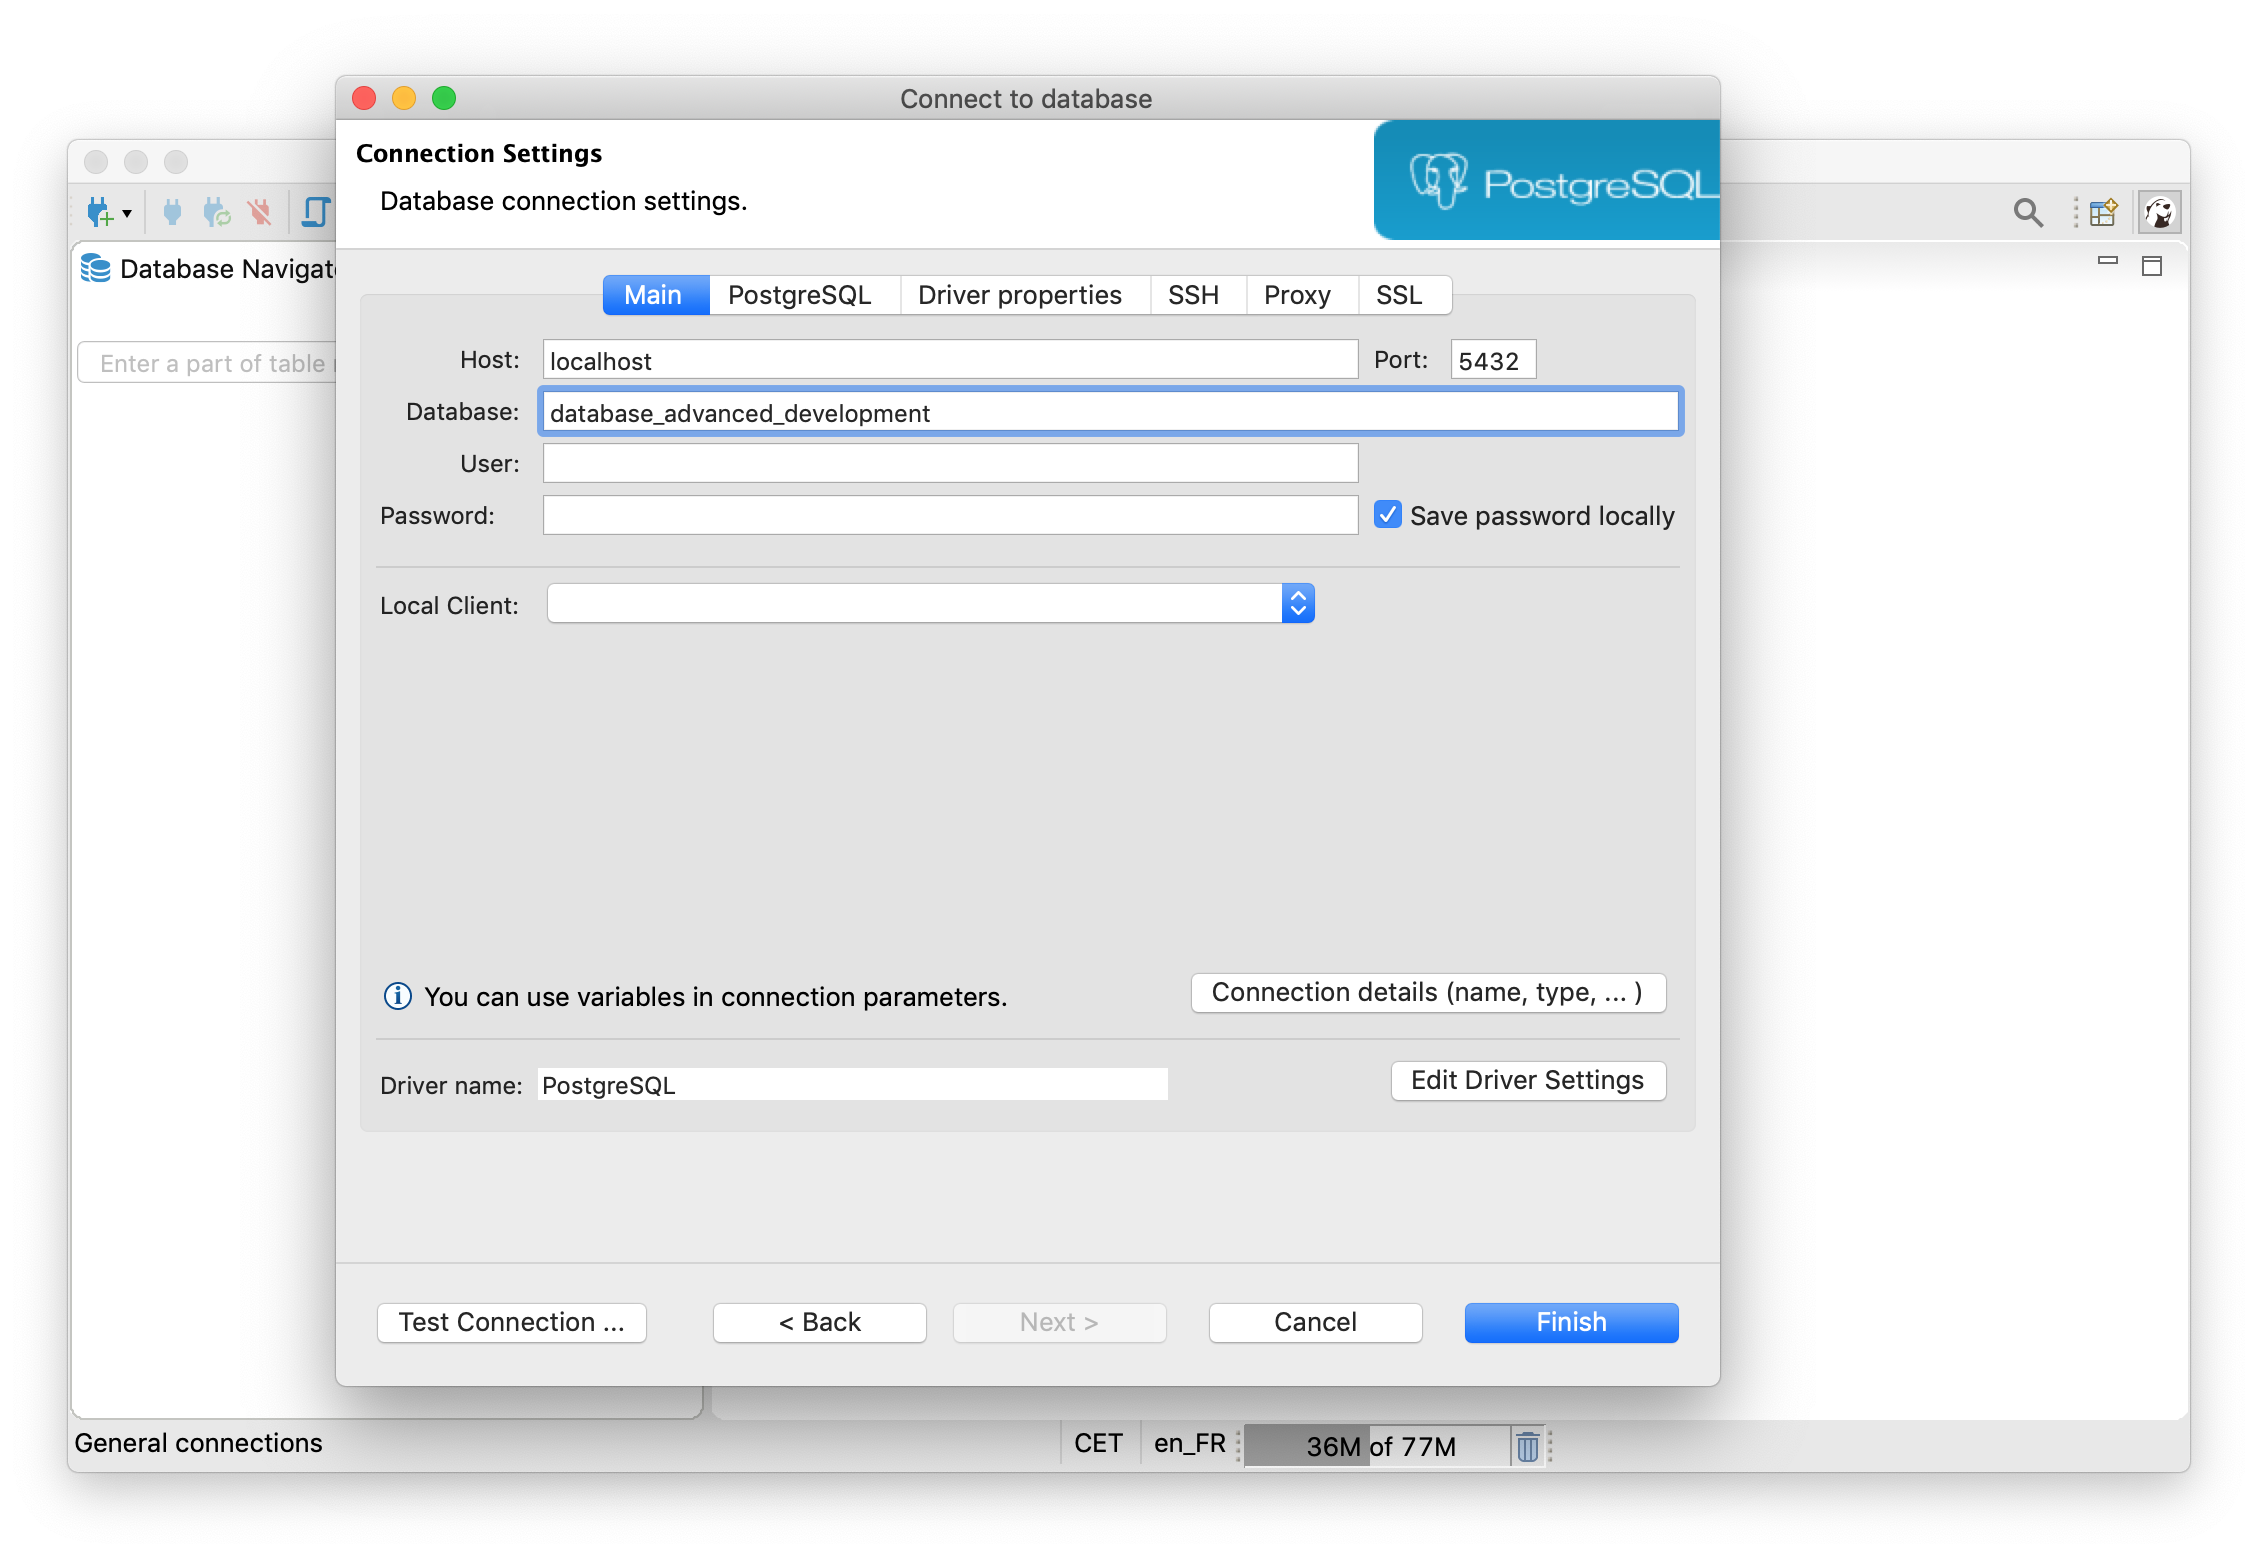 Connect to database
Connection Settings
Database connection settings.
PostgreSQL
Database Navigat
Enter a part of table
Main PostgreSQL Driver properties SSH Proxy SSL
Host: localhost Port: 5432
Database: database_advanced_development
User:
Password: Save password locally
Local Client:
You can use variables in connection parameters. Connection details (name, type, ... )
Driver name: PostgreSQL Edit Driver Settings
Test Connection ... < Back Next > Cancel Finish
General connections CET en_FR 36M of 77M